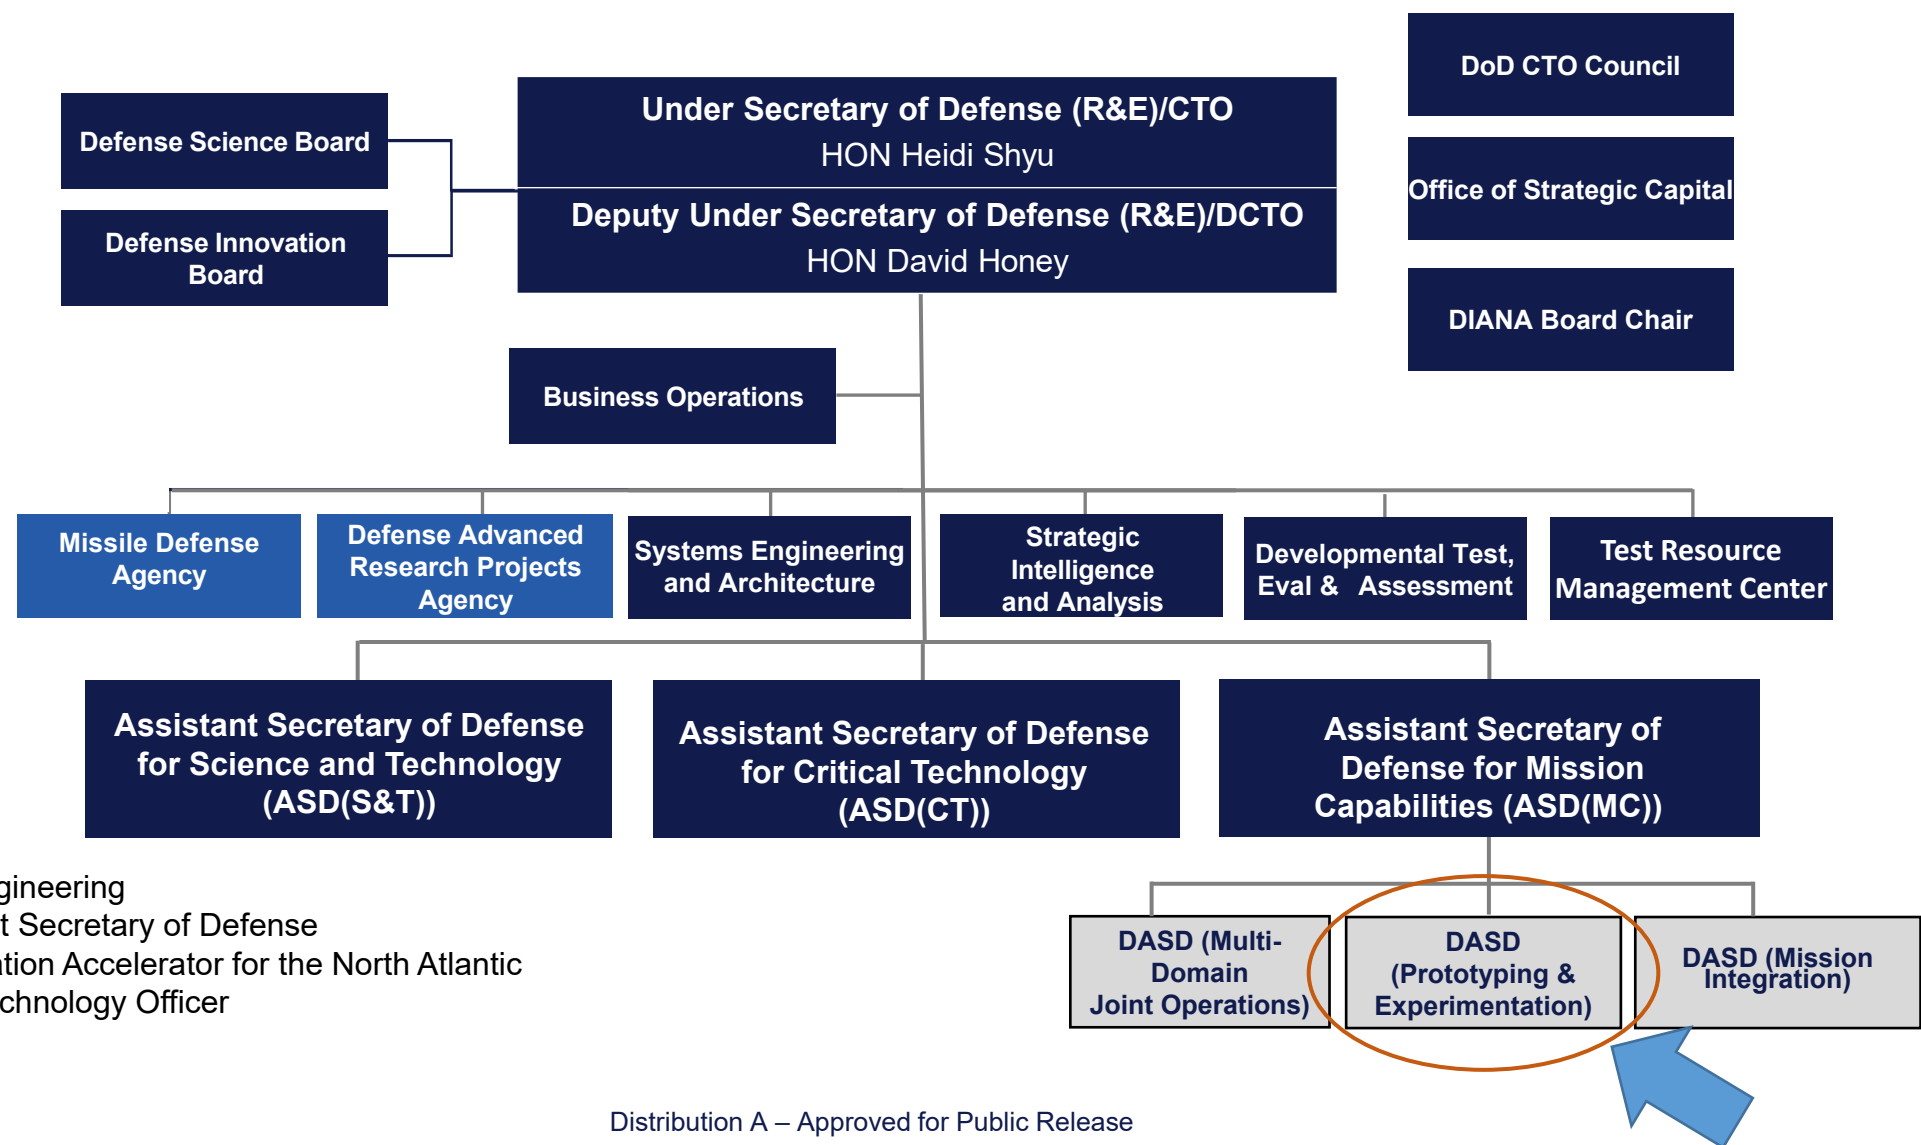 DoD CTO Council
Under Secretary of Defense (R&E)/CTO
HON Heidi Shyu
Defense Science Board
Office of Strategic Capital
Deputy Under Secretary of Defense (R&E)/DCTO
HON David Honey
Defense Innovation
Board
DIANA Board Chair
Business Operations
Missile Defense
Agency
Defense Advanced
Research Projects
Agency
Systems Engineering
and Architecture
Strategic
Intelligence
and Analysis
Developmental Test,
Eval & Assessment
Test Resource
Management Center
Assistant Secretary of Defense
for Science and Technology
(ASD(S&T))
Assistant Secretary of Defense
for Critical Technology
(ASD(CT))
Assistant Secretary of
Defense for Mission
Capabilities (ASD(MC))
gineering
t Secretary of Defense
ation Accelerator for the North Atlantic
chnology Officer
DASD (Multi-
Domain
Joint Operations)
DASD
(Prototyping &
Experimentation)
DASD (Mission
Integration)
Distribution A – Approved for Public Release